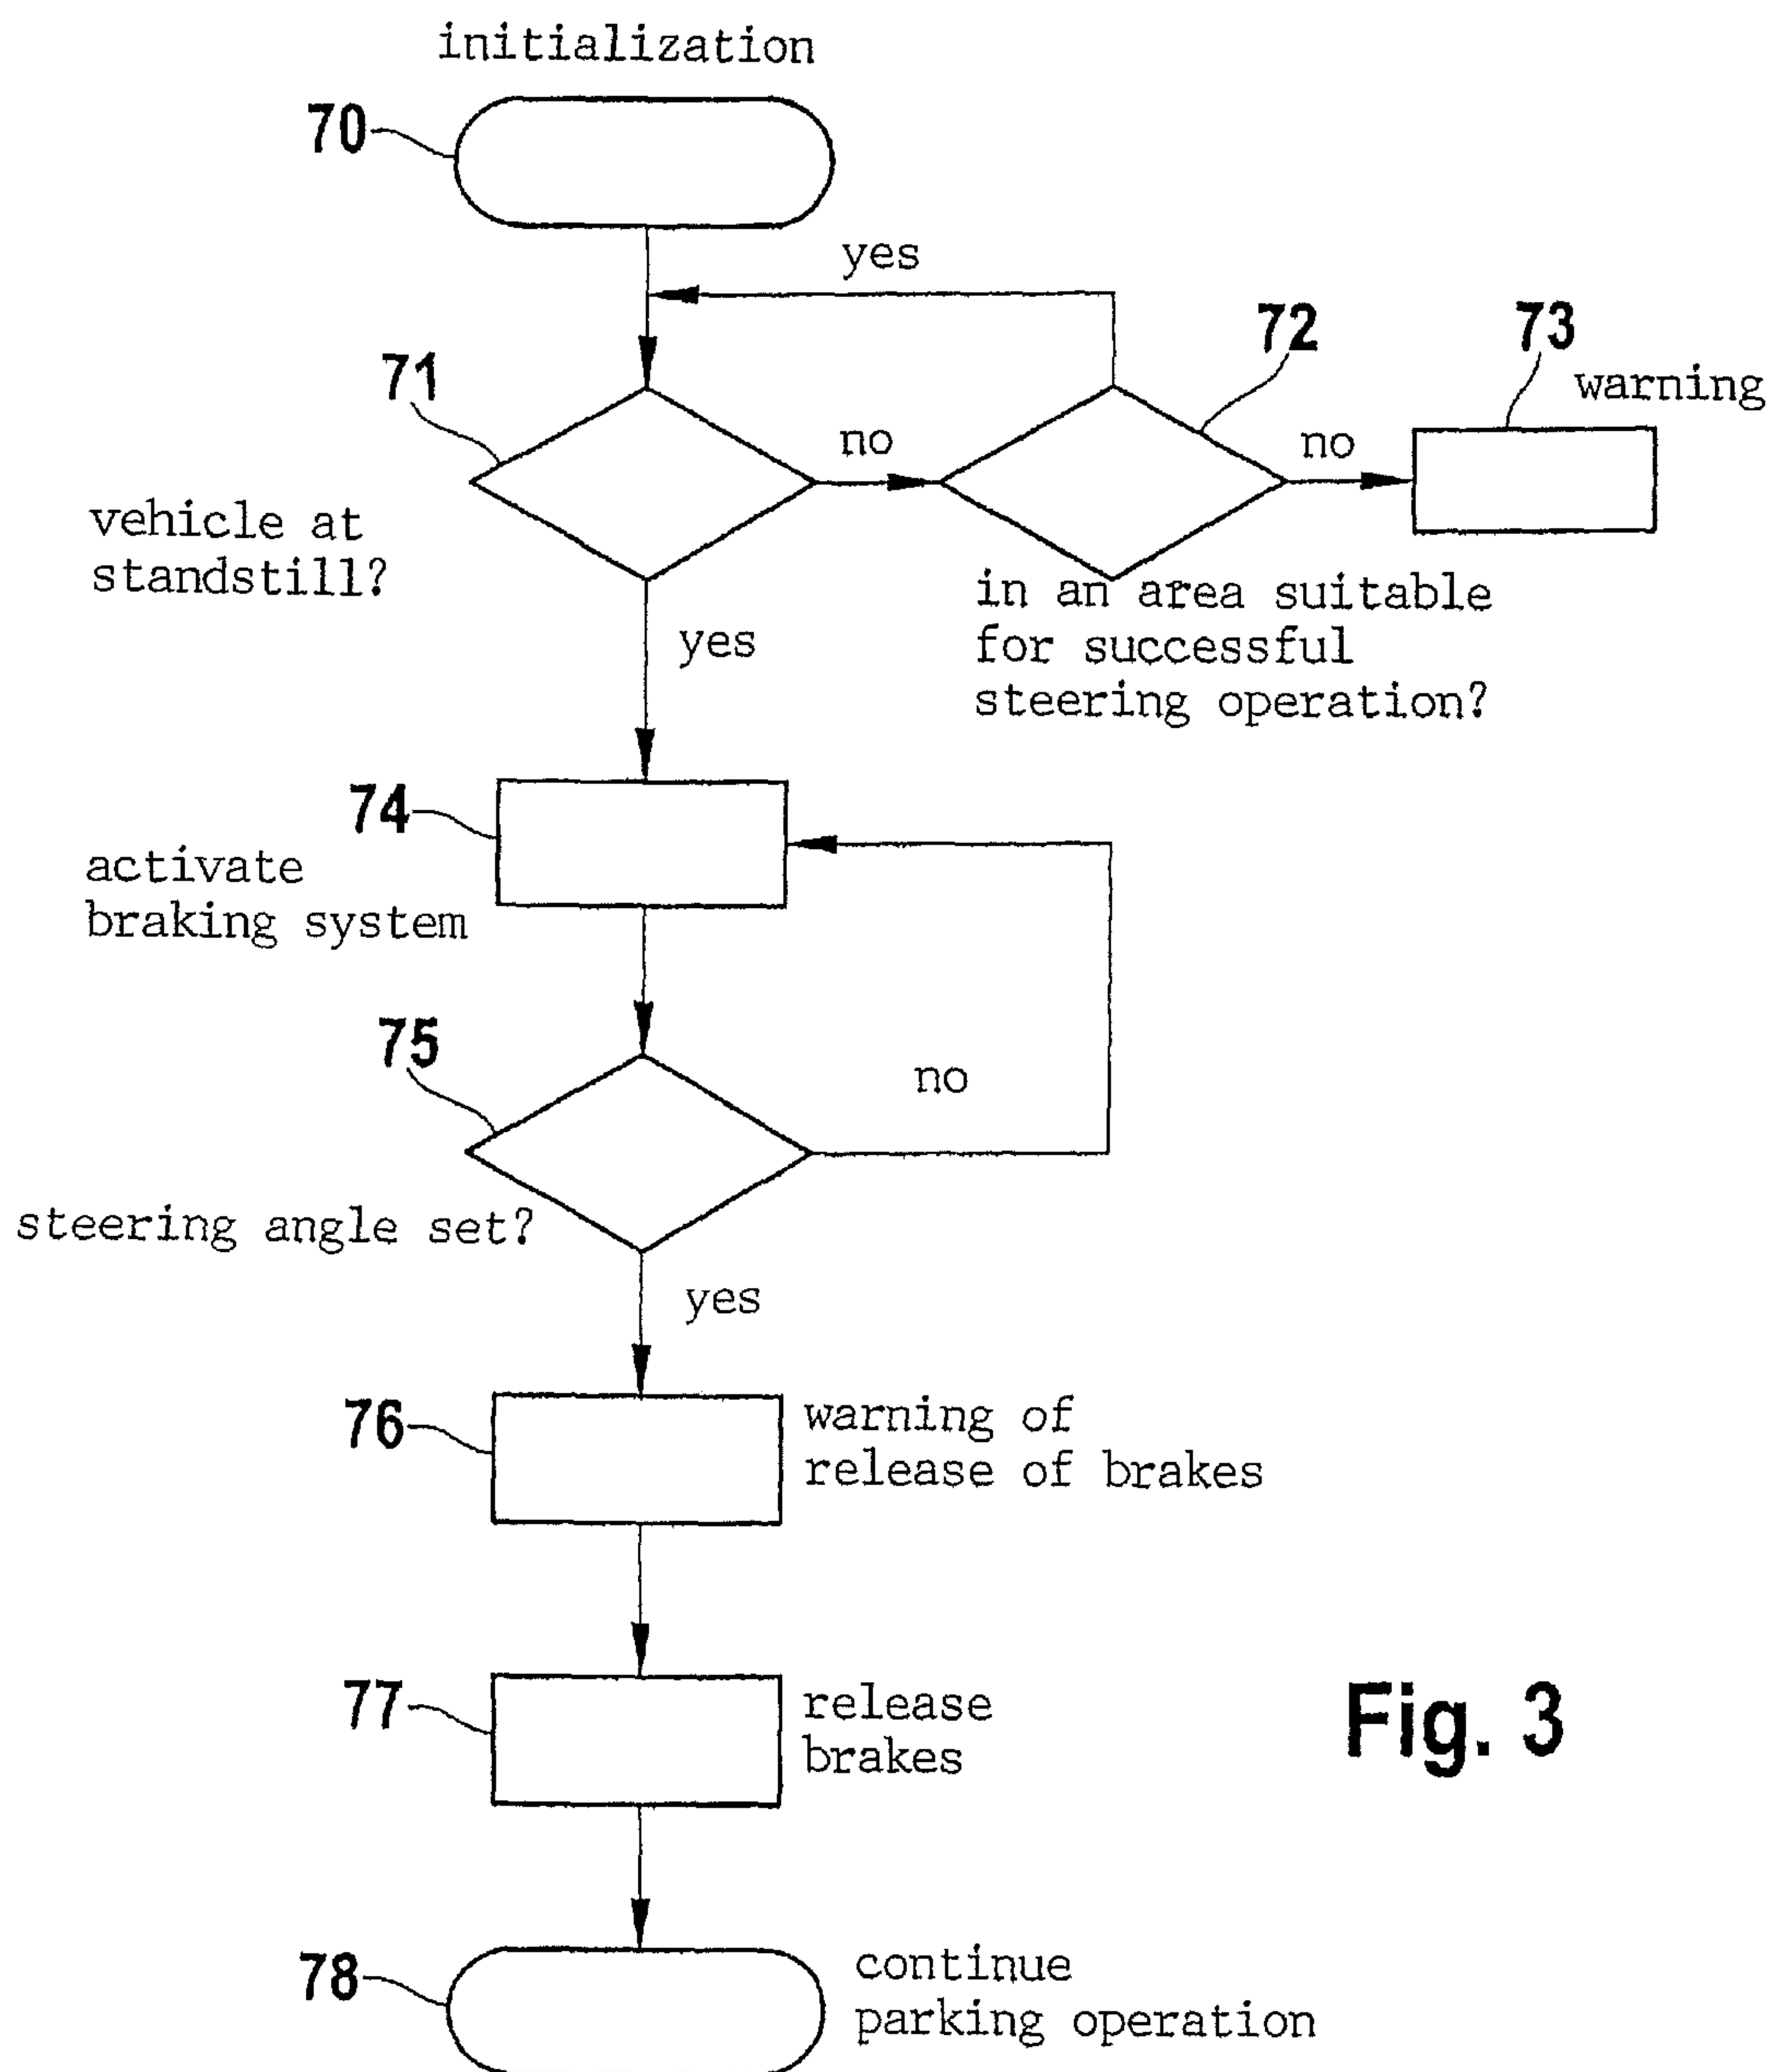 initialization
70
yes
72
73
warning
71
no
no
vehicle at
standstill?
in an area suitable
for successful
steering operation?
yes
74
activate
braking system
75
no
steering angle set?
yes
76
warning of
release of brakes
77
release
brakes
Fig. 3
78
continue
parking operation